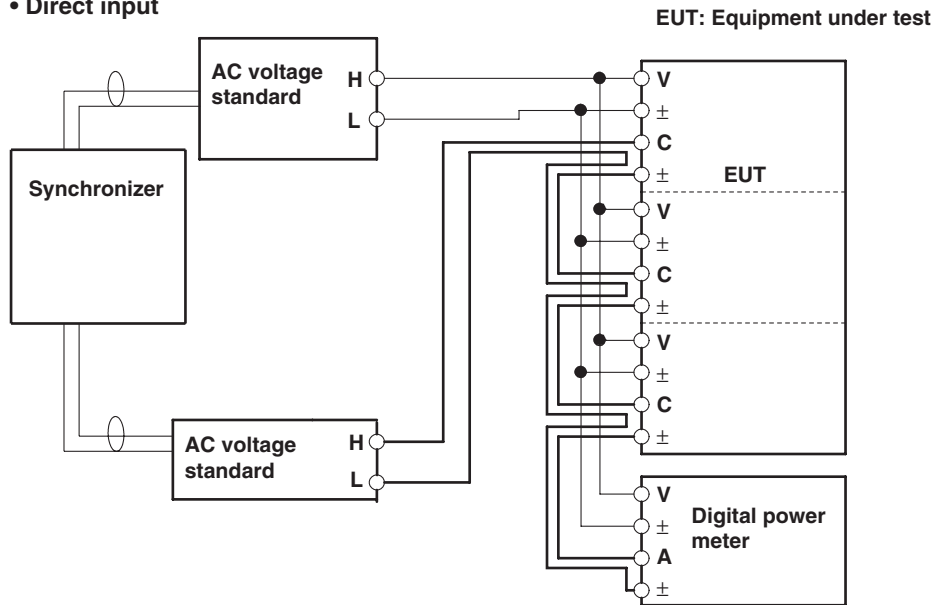 • Direct input
EUT: Equipment under test
AC voltage
standard
H
L
Synchronizer
AC voltage
standard
H
L
V
±
C
±
EUT
V
±
C
±
V
±
C
±
V
±
A
±
Digital power
meter